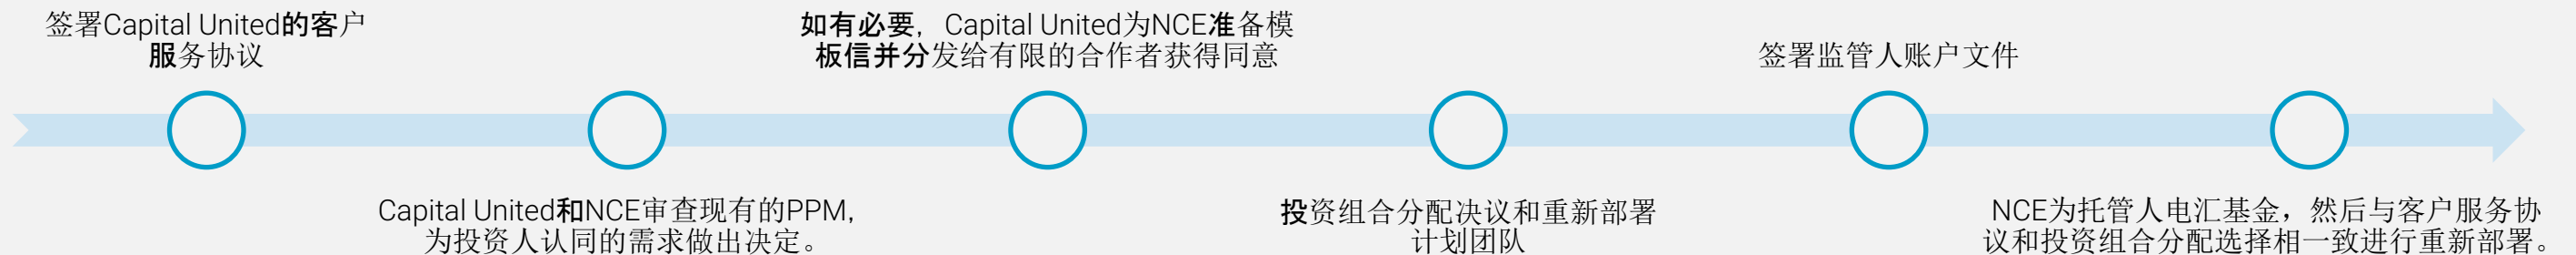 签署Capital United的客户
服务协议
Capital United和NCE审查现有的PPM,
为投资人认同的需求做出决定。
如有必要，Capital United为NCE准备模
板信并分发给有限的合作者获得同意
投资组合分配决议和重新部署
计划团队
签署监管人账户文件
NCE为托管人电汇基金，然后与客户服务协
议和投资组合分配选择相一致进行重新部署。